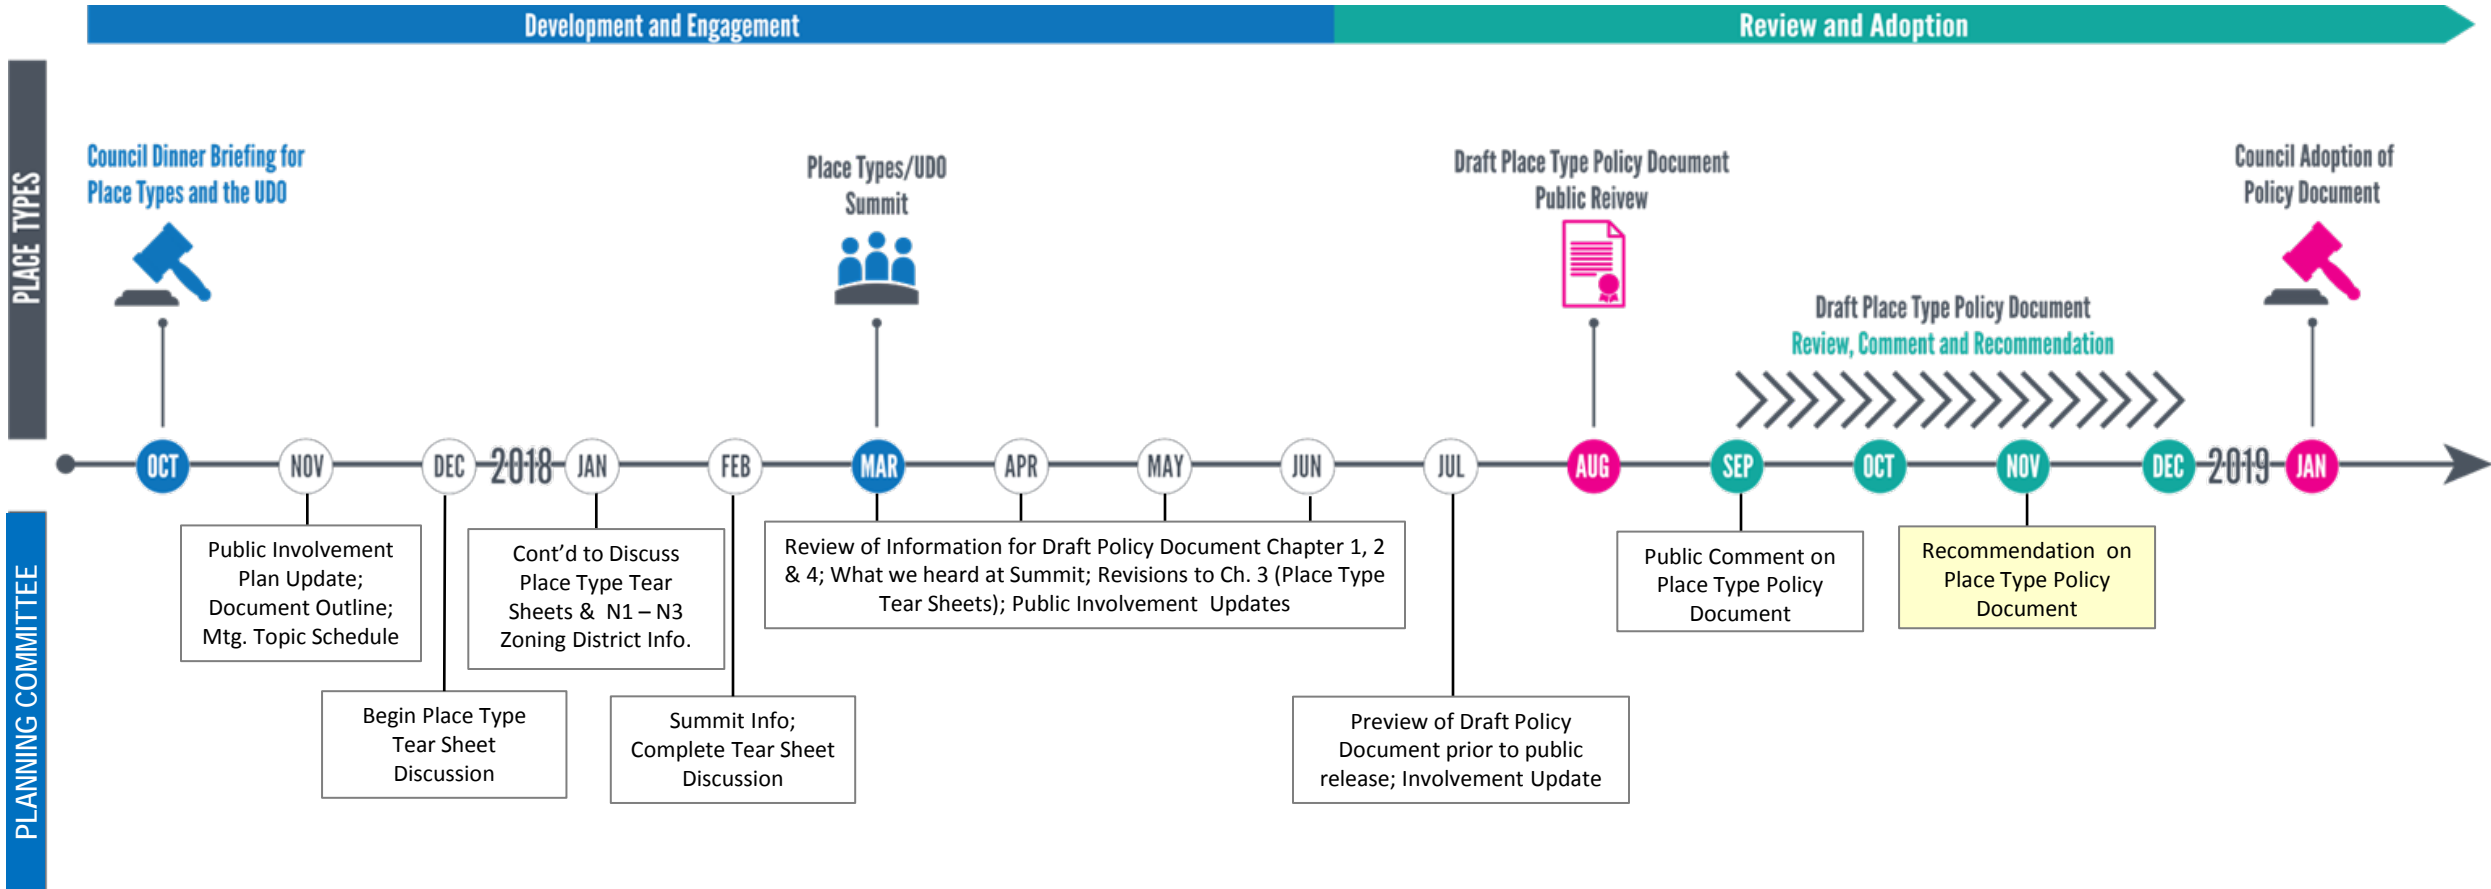 Development and Engagement
Review and Adoption
PLACE TYPES
Council Dinner Briefing for
Place Types and the UDO
Place Types/UDO
Summit
Draft Place Type Policy Document
Public Reivew
Draft Place Type Policy Document
Review, Comment and Recommendation
Council Adoption of
Policy Document
OCT
NOV
DEC
2018
JAN
FEB
MAR
APR
MAY
JUN
JUL
AUG
SEP
OCT
NOV
DEC
2019
JAN
PLANNING COMMITTEE
Public Involvement
Plan Update;
Document Outline;
Mtg. Topic Schedule
Begin Place Type
Tear Sheet
Discussion
Cont'd to Discuss
Place Type Tear
Sheets & N1 – N3
Zoning District Info.
Summit Info;
Complete Tear Sheet
Discussion
Review of Information for Draft Policy Document Chapter 1, 2
& 4; What we heard at Summit; Revisions to Ch. 3 (Place Type
Tear Sheets); Public Involvement Updates
Preview of Draft Policy
Document prior to public
release; Involvement Update
Public Comment on
Place Type Policy
Document
Recommendation on
Place Type Policy
Document